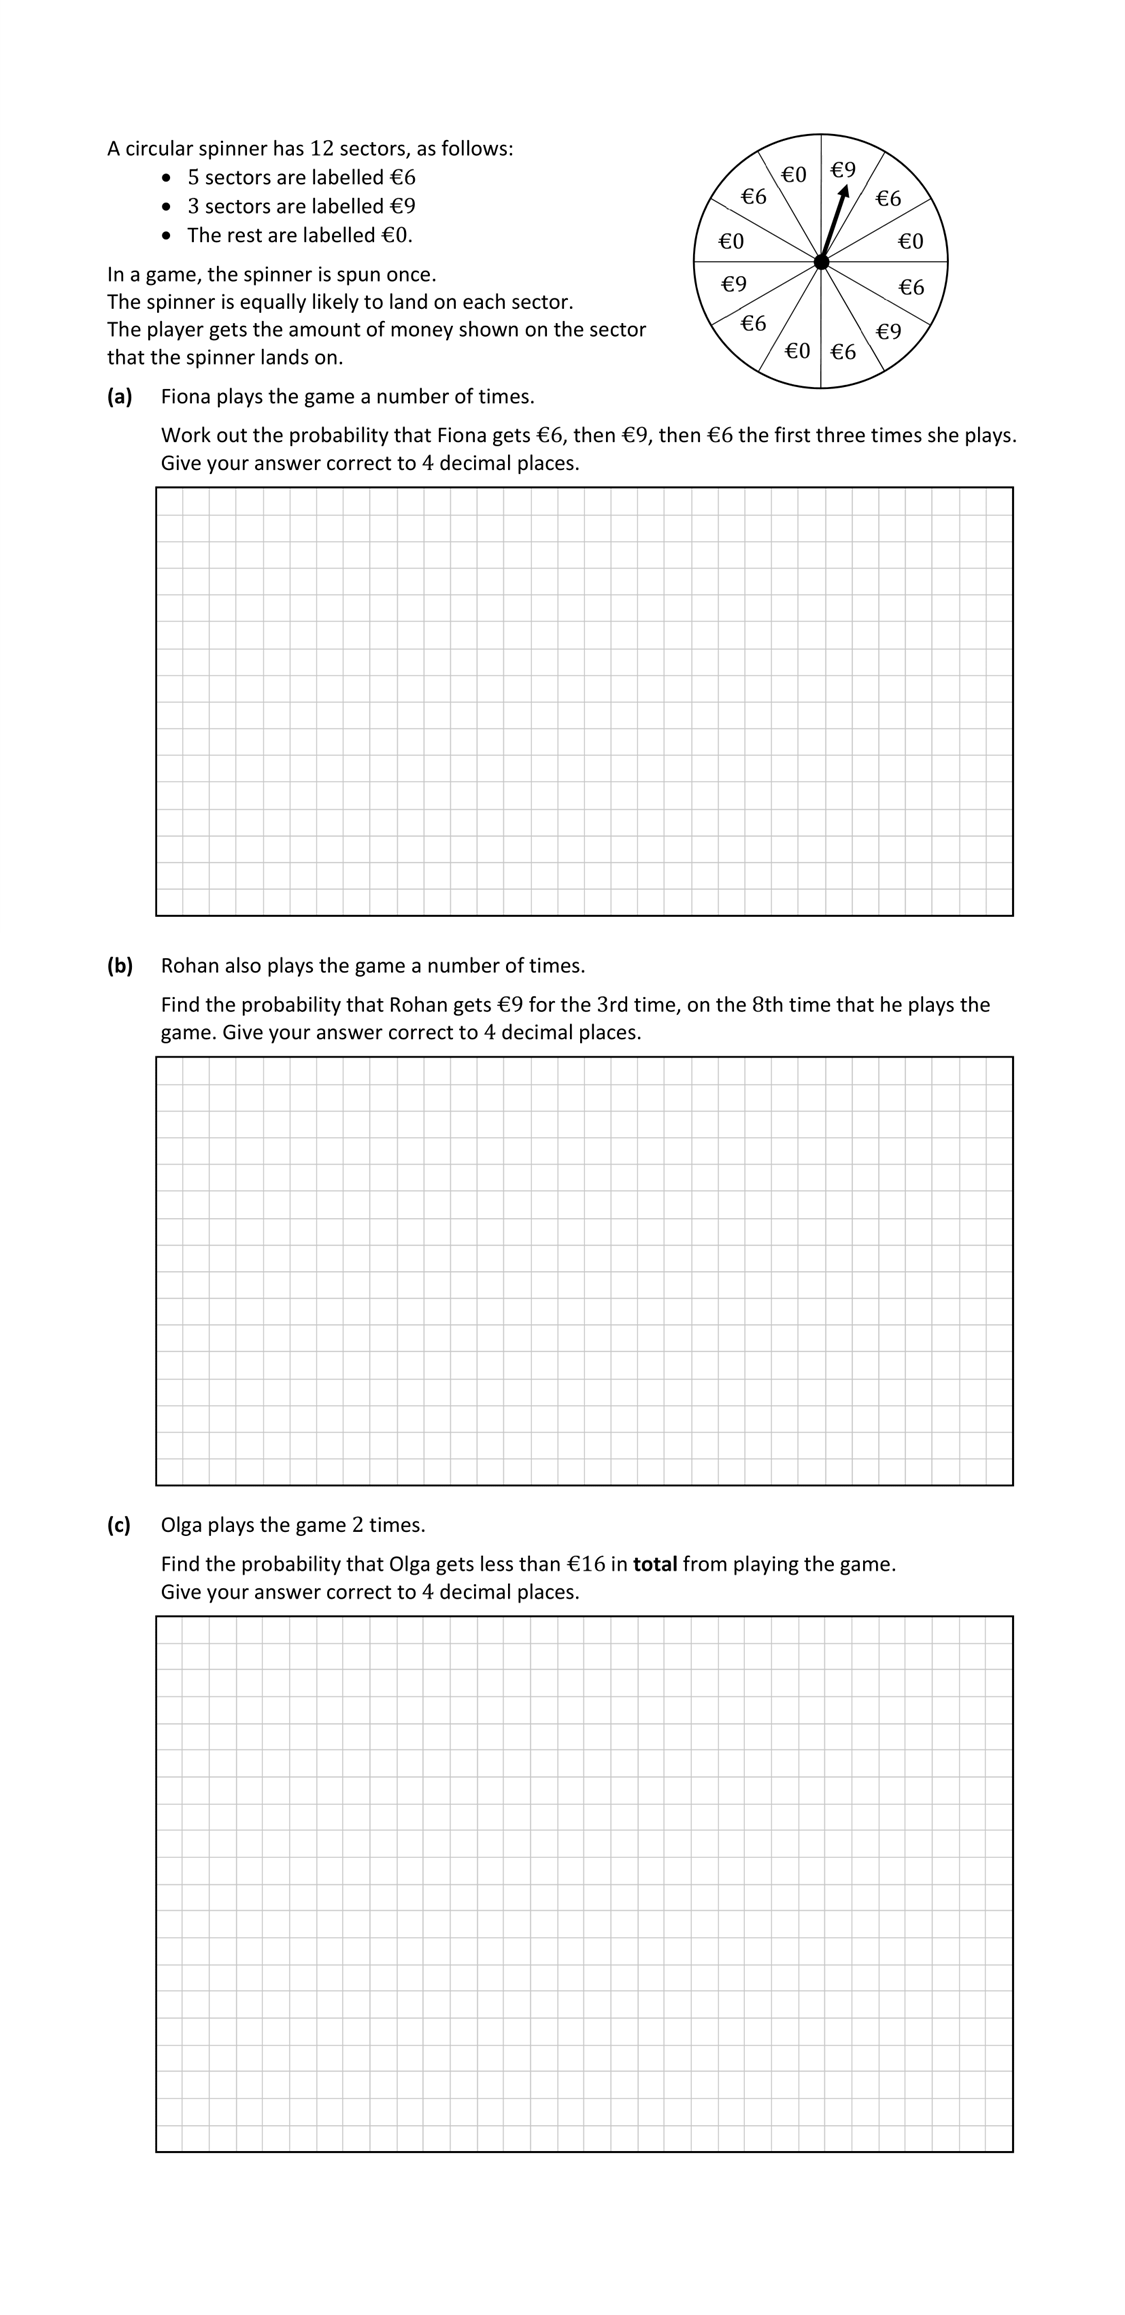 A circular spinner has 12 sectors, as follows:
• 5 sectors are labelled €6
• 3 sectors are labelled €9
• The rest are labelled €0.
In a game, the spinner is spun once.
The spinner is equally likely to land on each sector.
The player gets the amount of money shown on the sector
that the spinner lands on.
€0 €9
€6 €6
€0 €0
€9 €6
€6 €9
€0 €6
(a) Fiona plays the game a number of times.
Work out the probability that Fiona gets €6, then €9, then €6 the first three times she plays.
Give your answer correct to 4 decimal places.
(b) Rohan also plays the game a number of times.
Find the probability that Rohan gets €9 for the 3rd time, on the 8th time that he plays the
game. Give your answer correct to 4 decimal places.
(c) Olga plays the game 2 times.
Find the probability that Olga gets less than €16 in total from playing the game.
Give your answer correct to 4 decimal places.